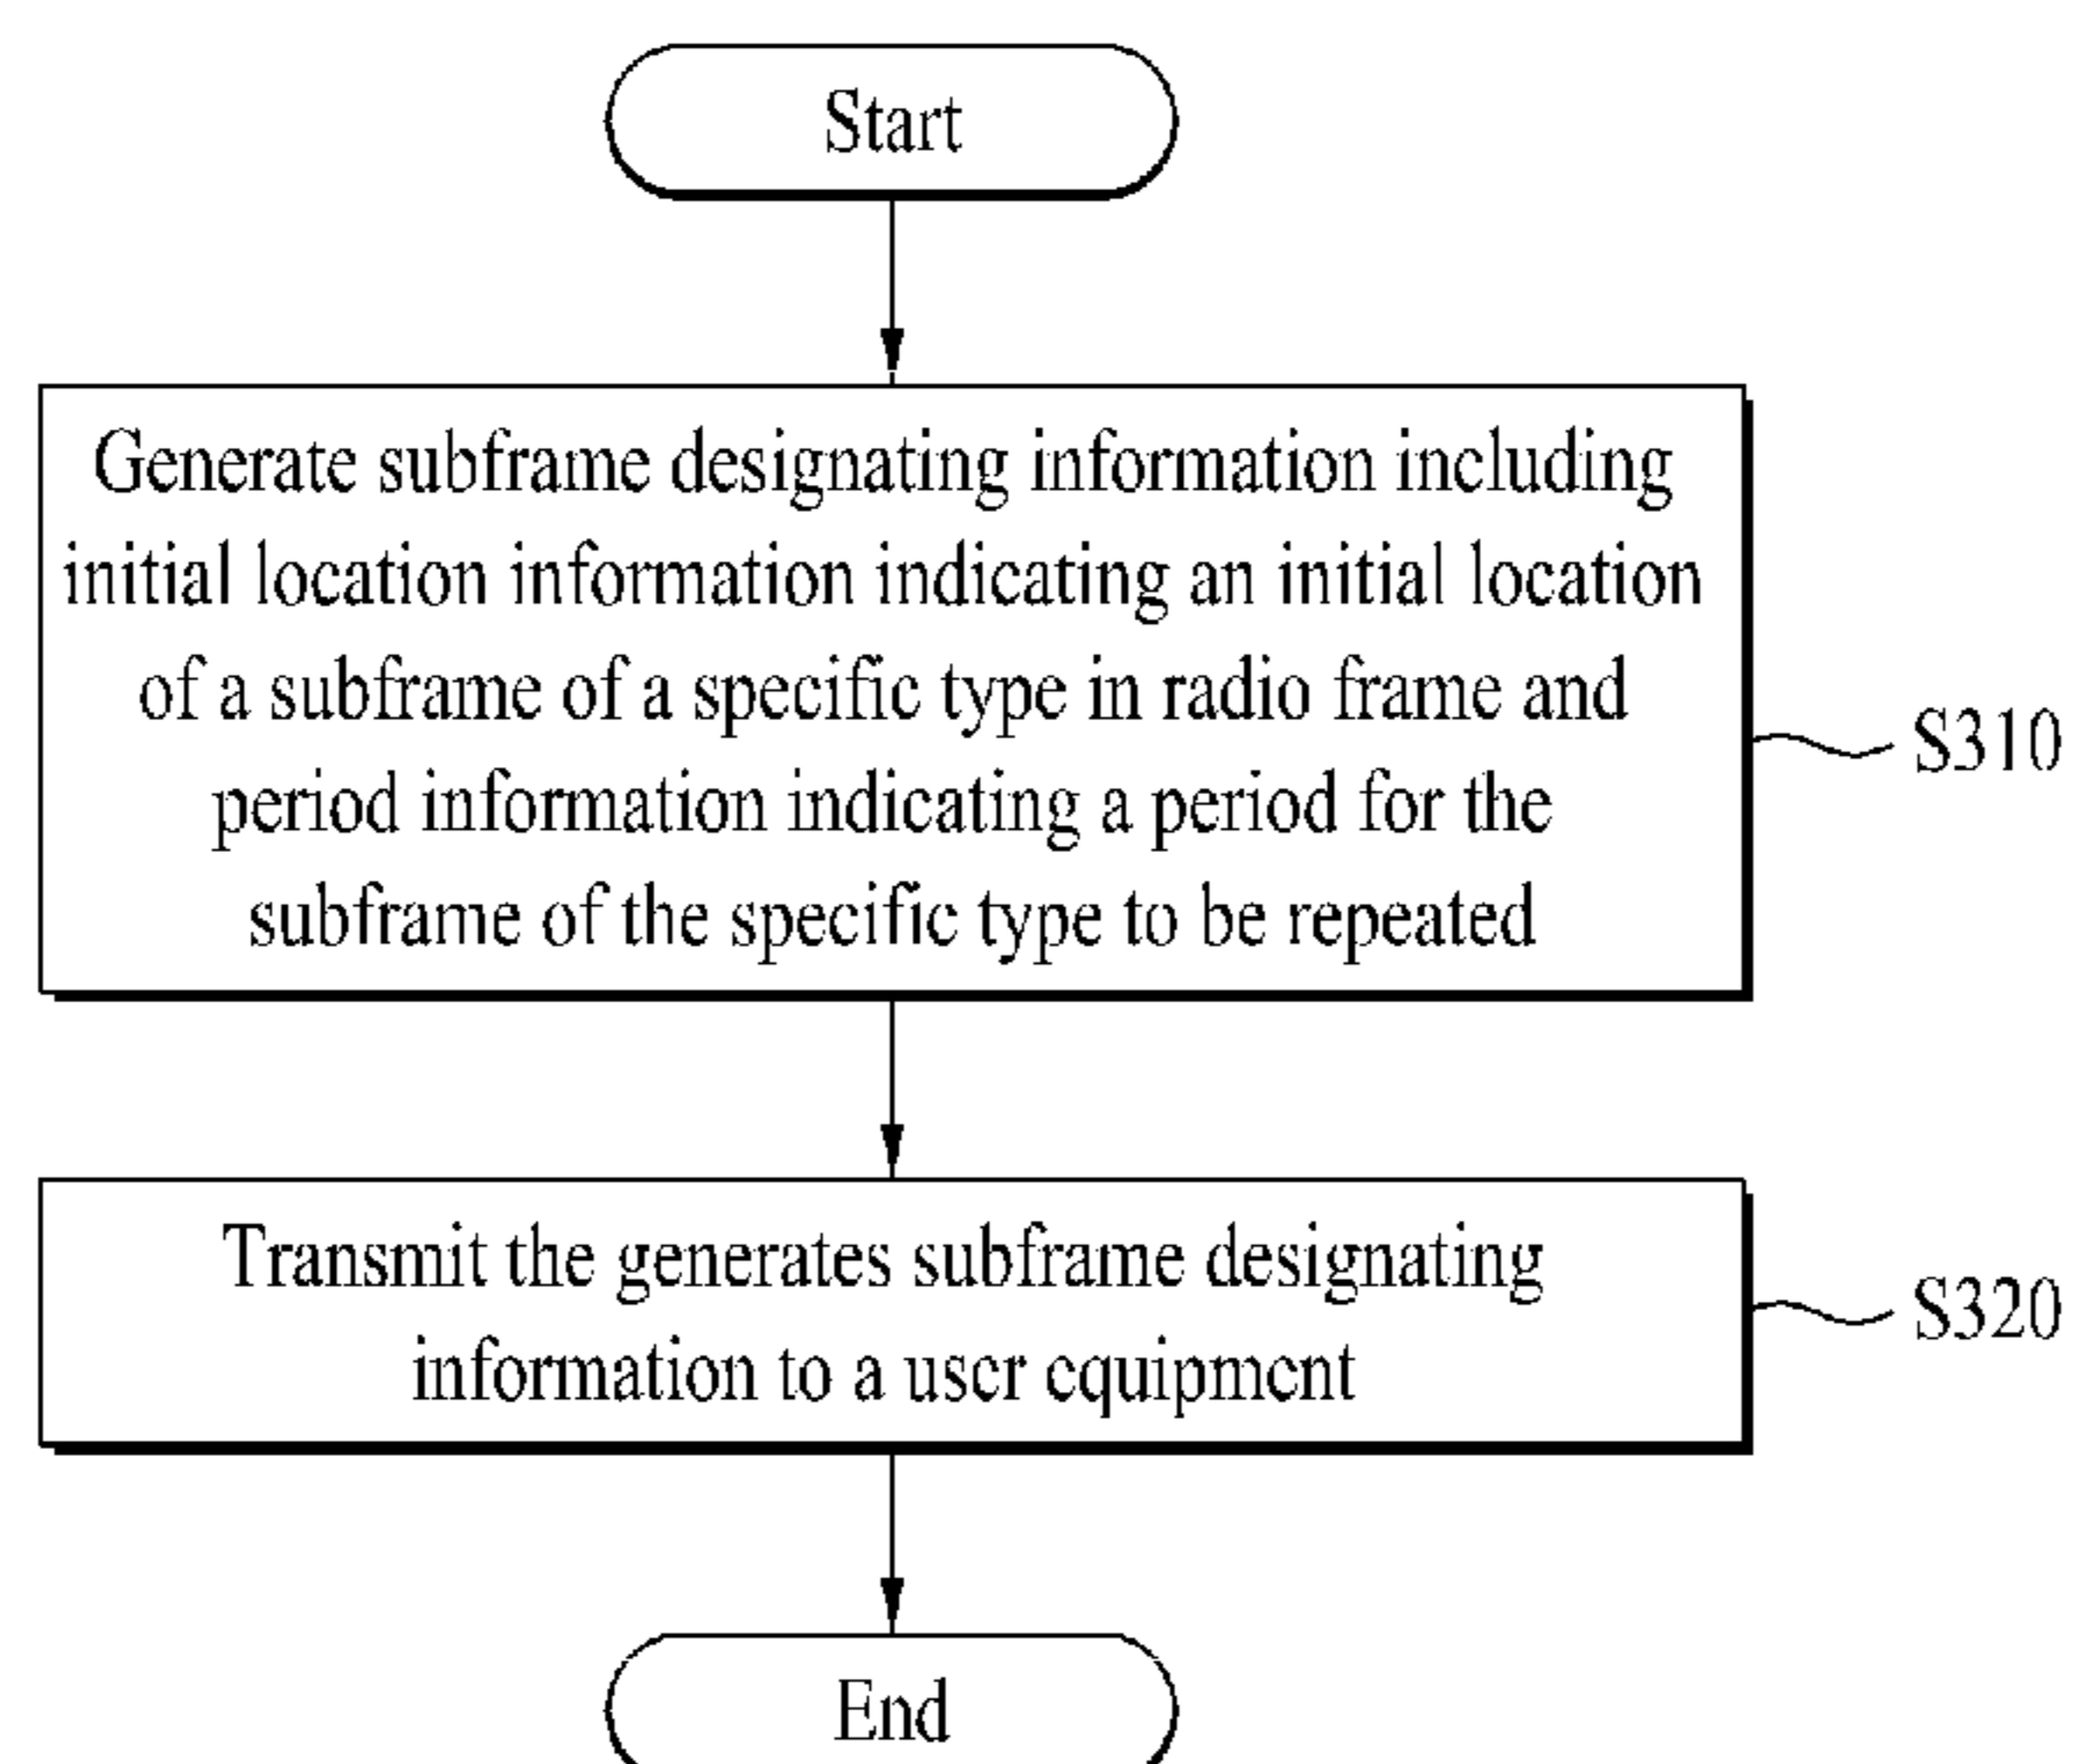 Start
Generate subframe designating information including
initial location information indicating an initial location
of a subframe of a specific type in radio frame and
period information indicating a period for the
subframe of the specific type to be repeated
S310
Transmit the generates subframe designating
information to a user equipment
S320
End